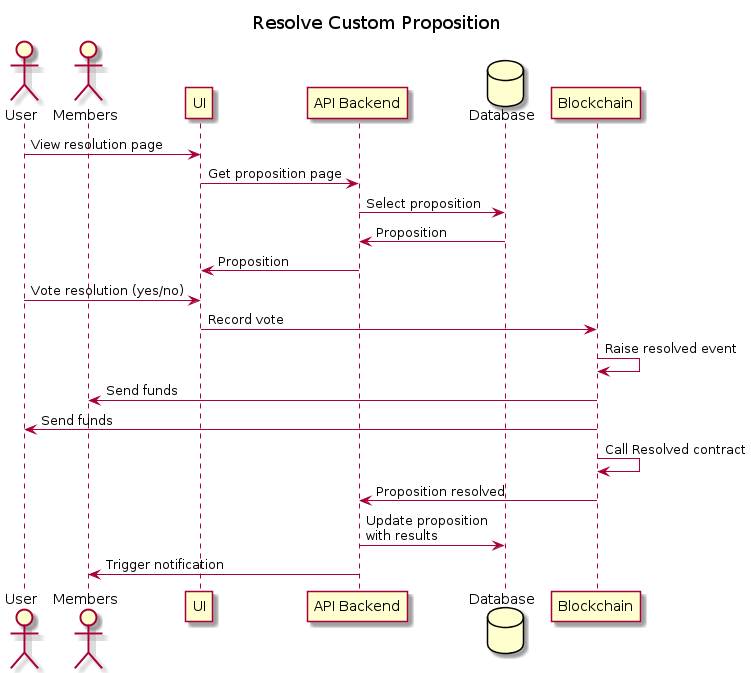 Resolve Custom Proposition
User
Members
UI
API Backend
Database
Blockchain
View resolution page
Get proposition page
Select proposition
Proposition
Proposition
Vote resolution (yes/no)
Record vote
Raise resolved event
Send funds
Send funds
Call Resolved contract
Proposition resolved
Update proposition
with results
Trigger notification
User
Members
UI
API Backend
Database
Blockchain